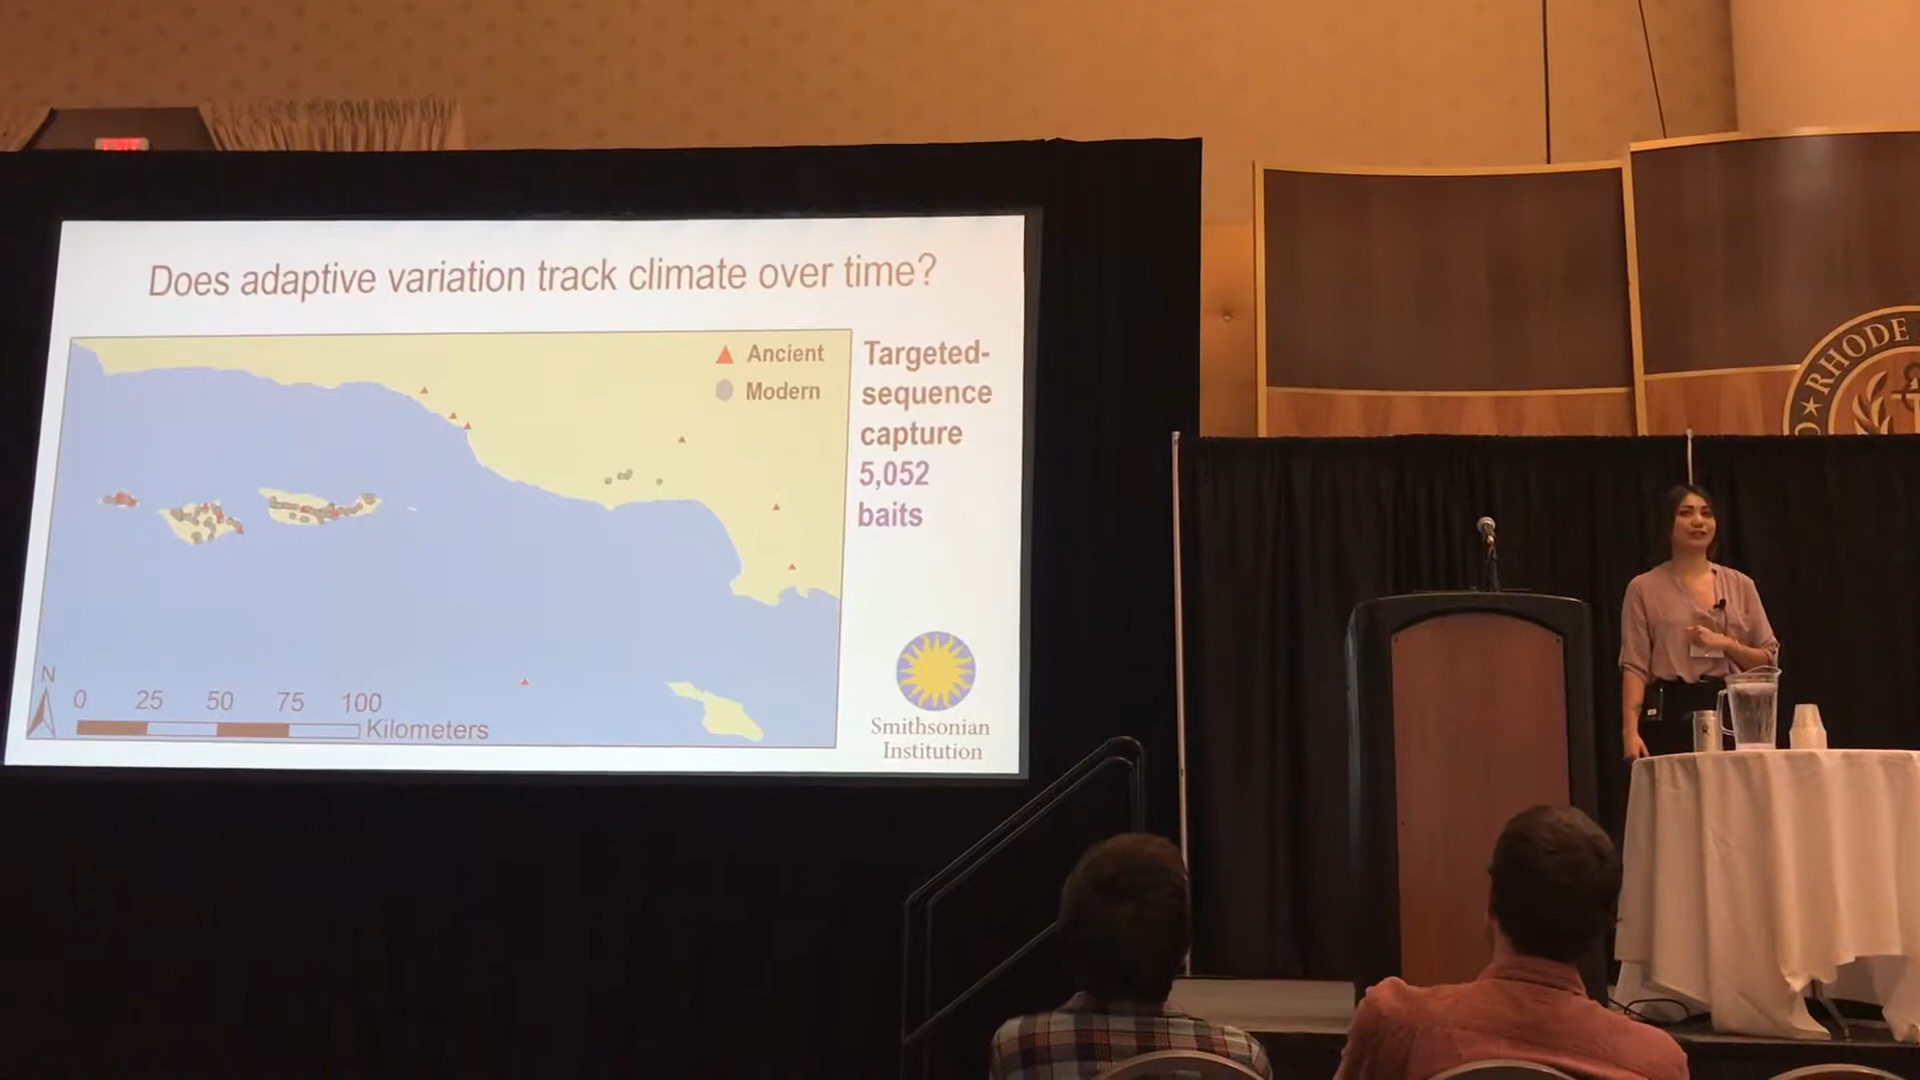 Does adaptive variation track climate over time?
Ancient
Modern
Targeted-
sequence
capture
5,052
baits
N
0 25 50 75 100
Kilometers
Smithsonian
Institution
EXIT
RHODE